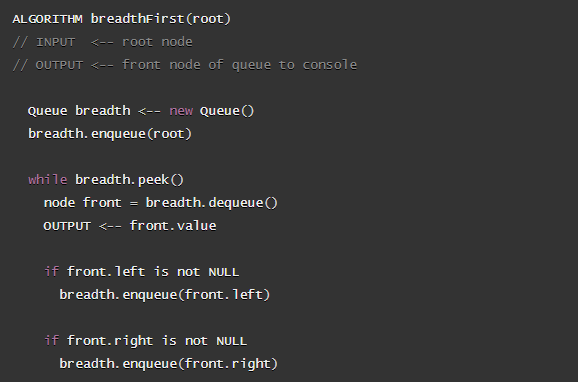 ALGORITHM breadthFirst(root)
// INPUT  <-- root node
// OUTPUT <-- front node of queue to console
Queue breadth <-- new Queue()
breadth.enqueue(root)
while breadth.peek()
node front = breadth.dequeue()
OUTPUT <-- front.value
if front.left is not NULL
breadth.enqueue(front.left)
if front.right is not NULL
breadth.enqueue(front.right)